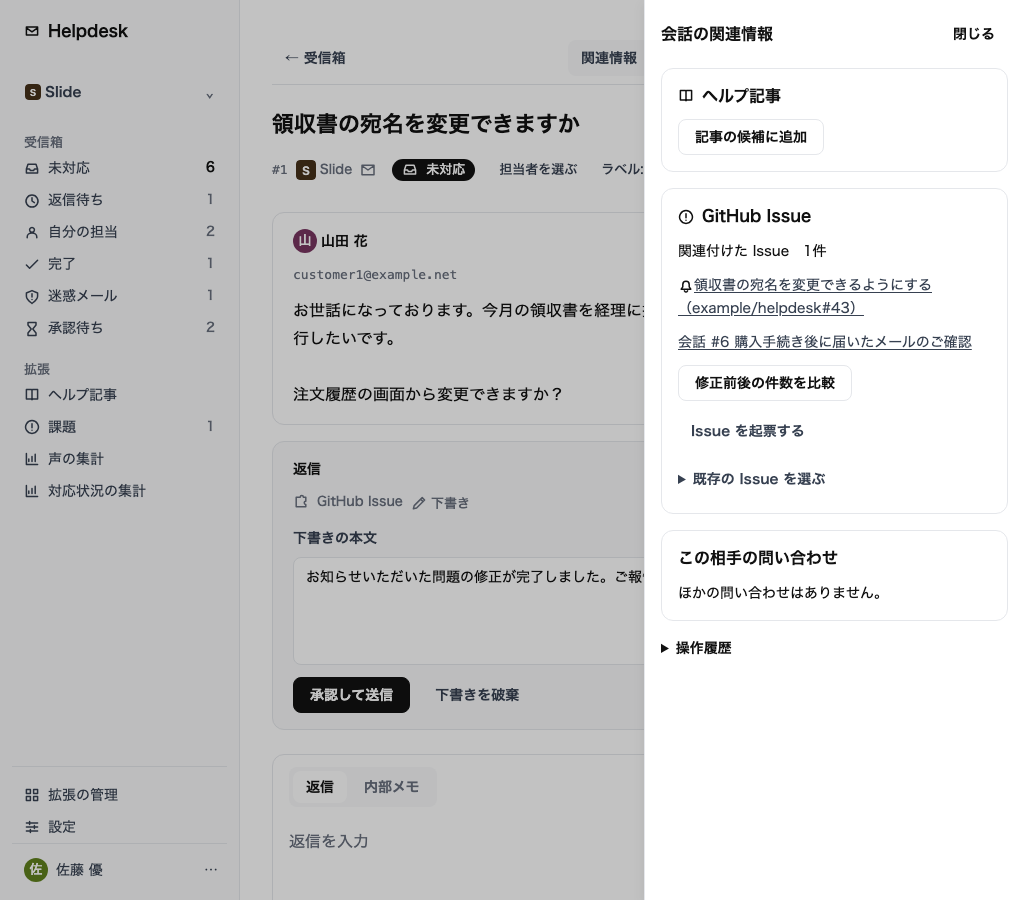 Helpdesk
S Slide
受信箱
未対応 6
返信待ち 1
自分の担当 2
完了 1
迷惑メール 1
承認待ち 2
拡張
ヘルプ記事
課題 1
声の集計
対応状況の集計
拡張の管理
設定
佐 佐藤 優 …
← 受信箱
関連情報
領収書の宛名を変更できますか
#1 S Slide 未対応 担当者を選ぶ ラベル:
山 山田 花
customer1@example.net
お世話になっております。今月の領収書を経理に
行したいです。
注文履歴の画面から変更できますか？
返信
GitHub Issue 下書き
下書きの本文
お知らせいただいた問題の修正が完了しました。ご報
承認して送信 下書きを破棄
返信 内部メモ
返信を入力
会話の関連情報 閉じる
ヘルプ記事
記事の候補に追加
GitHub Issue
関連付けた Issue 1件
領収書の宛名を変更できるようにする
（example/helpdesk#43）
会話 #6 購入手続き後に届いたメールのご確認
修正前後の件数を比較
Issue を起票する
▶ 既存の Issue を選ぶ
この相手の問い合わせ
ほかの問い合わせはありません。
▶ 操作履歴